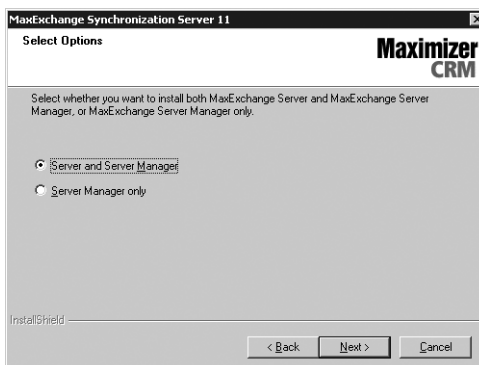 MaxExchange Synchronization Server 11
Select Options
Maximizer
CRM
Select whether you want to install both MaxExchange Server and MaxExchange Server
Manager, or MaxExchange Server Manager only.
Server and Server Manager
Server Manager only
InstallShield
< Back Next > Cancel